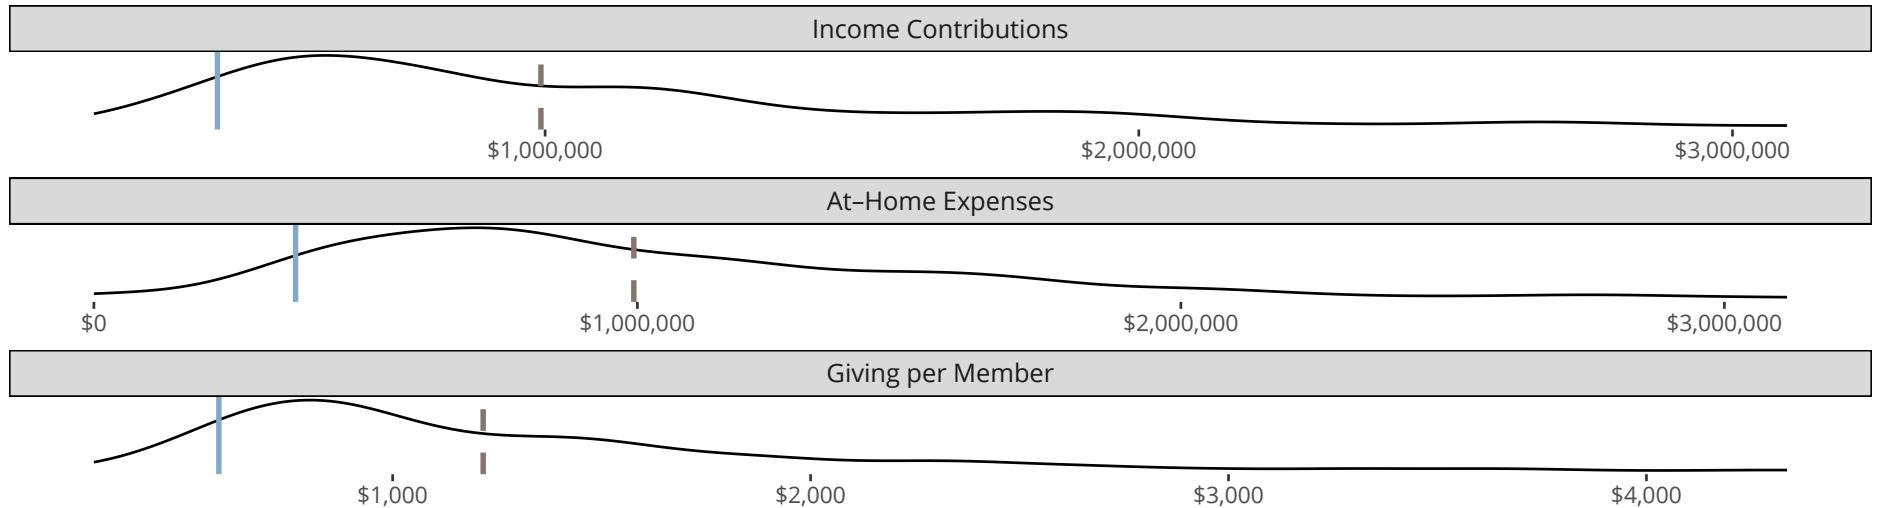 Income Contributions
$1,000,000 $2,000,000 $3,000,000
At–Home Expenses
$0 $1,000,000 $2,000,000 $3,000,000
Giving per Member
$1,000 $2,000 $3,000 $4,000